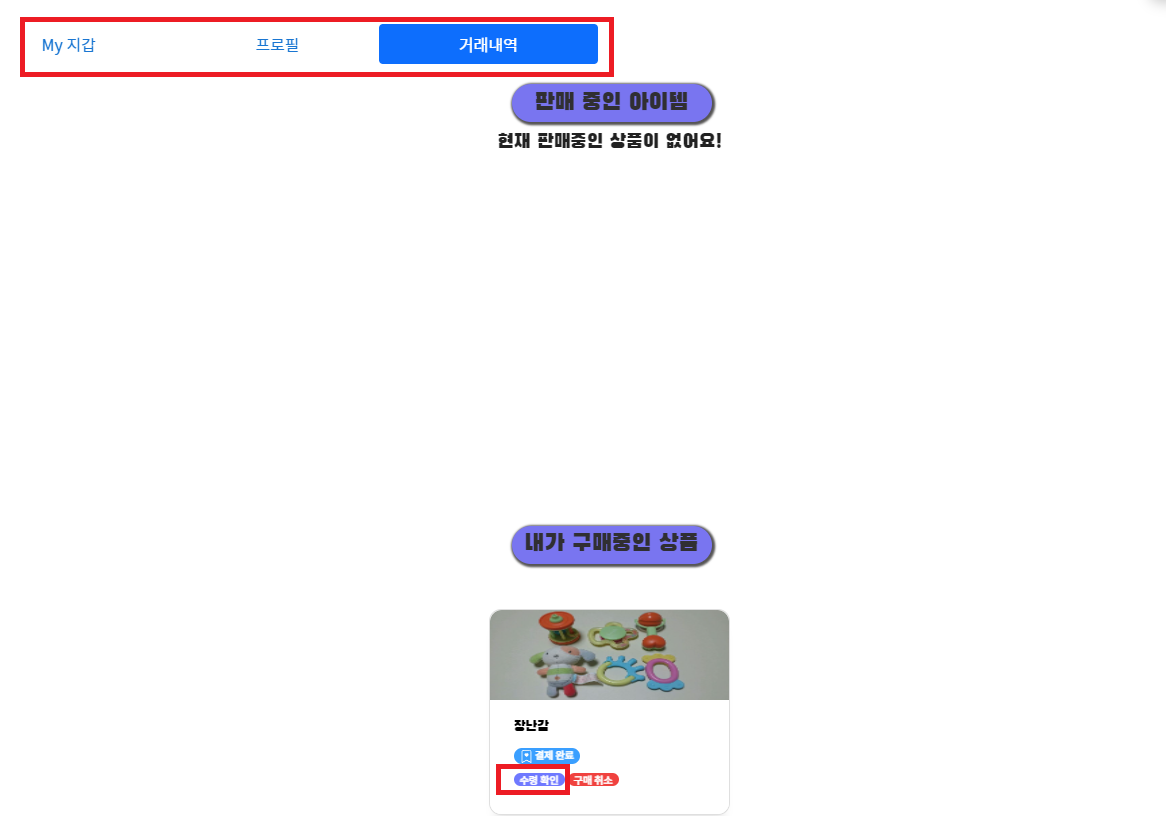 My 지갑 프로필 거래내역
판매 중인 아이템
현재 판매중인 상품이 없어요!
내가 구매중인 상품
장난감
결제 완료
수령 확인 구매 취소